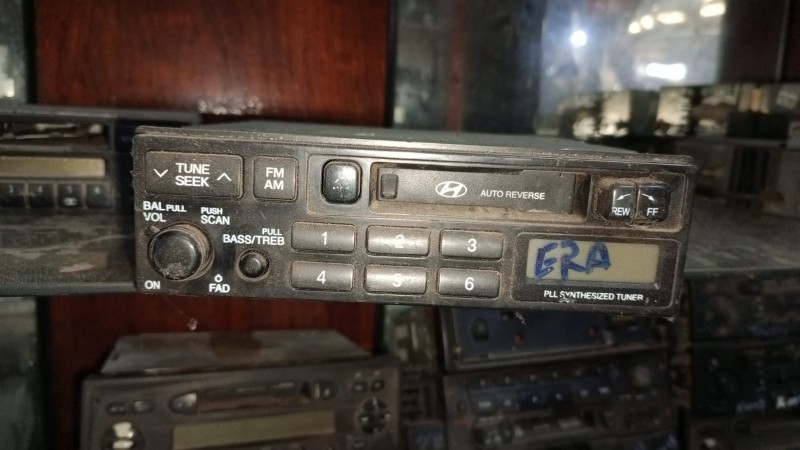 TUNE
SEEK
FM
AM
AUTO REVERSE
REW
FF
BAL PULL
VOL
PUSH
SCAN
PULL
BASS/TREB
ON
FAD
1
2
3
4
5
6
ERA
PLL SYNTHESIZED TUNER